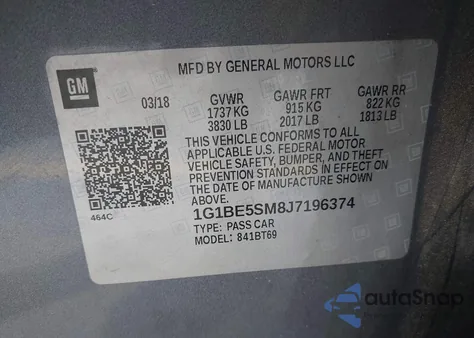 GM
MFD BY GENERAL MOTORS LLC
03/18
GVWR GAWR FRT GAWR RR
1737 KG 915 KG 822 KG
3830 LB 2017 LB 1813 LB
THIS VEHICLE CONFORMS TO ALL
APPLICABLE U.S. FEDERAL MOTOR
VEHICLE SAFETY, BUMPER, AND THEFT
PREVENTION STANDARDS IN EFFECT ON
THE DATE OF MANUFACTURE SHOWN
ABOVE.
464C
1G1BE5SM8J7196374
TYPE: PASS CAR
MODEL: 841BT69
autoSnap